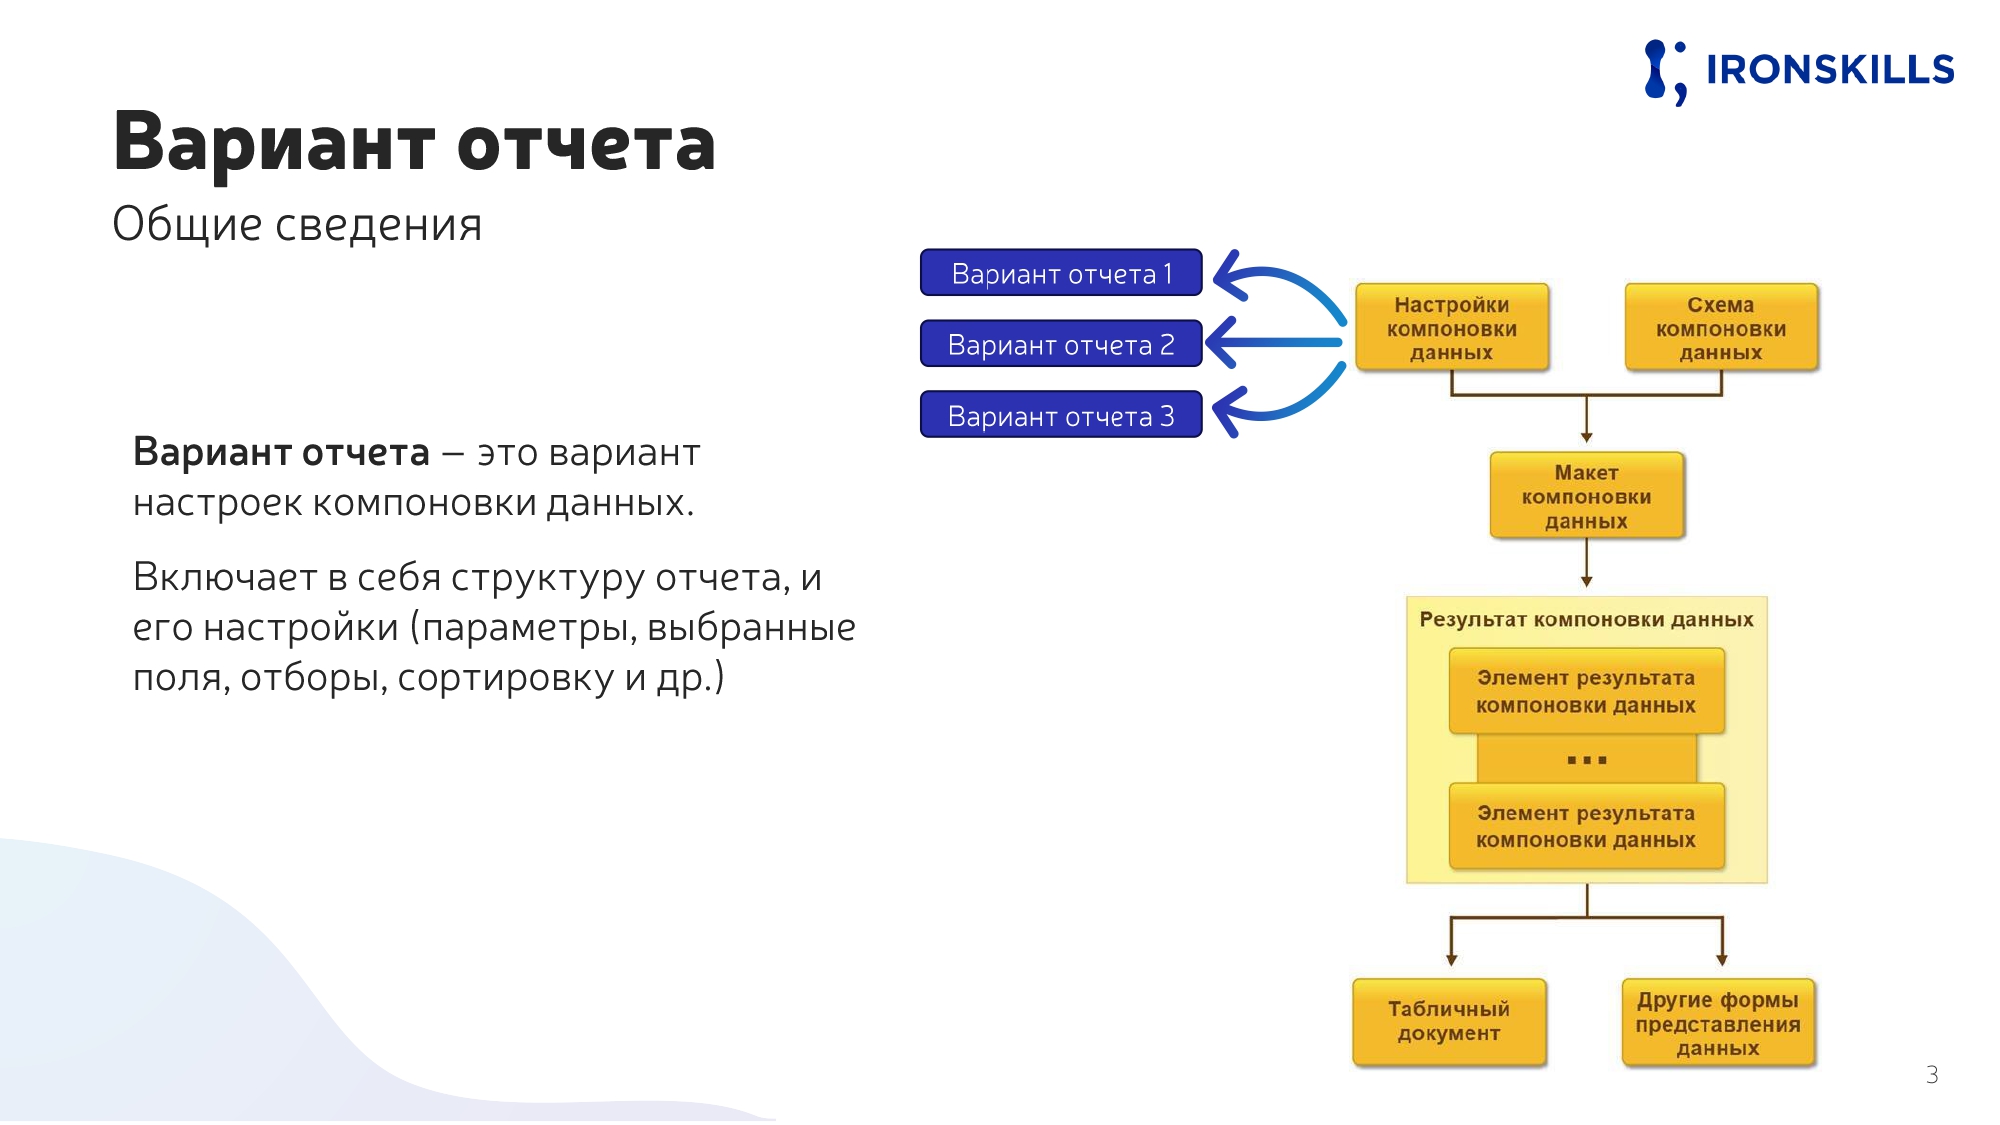 IRONSKILLS
Вариант отчета
Общие сведения
Вариант отчета – это вариант
настроек компоновки данных.
Включает в себя структуру отчета, и
его настройки (параметры, выбранные
поля, отборы, сортировку и др.)
Вариант отчета 1
Вариант отчета 2
Вариант отчета 3
Настройки
компоновки
данных
Схема
компоновки
данных
Макет
компоновки
данных
Результат компоновки данных
Элемент результата
компоновки данных
...
Элемент результата
компоновки данных
Табличный
документ
Другие формы
представления
данных
3